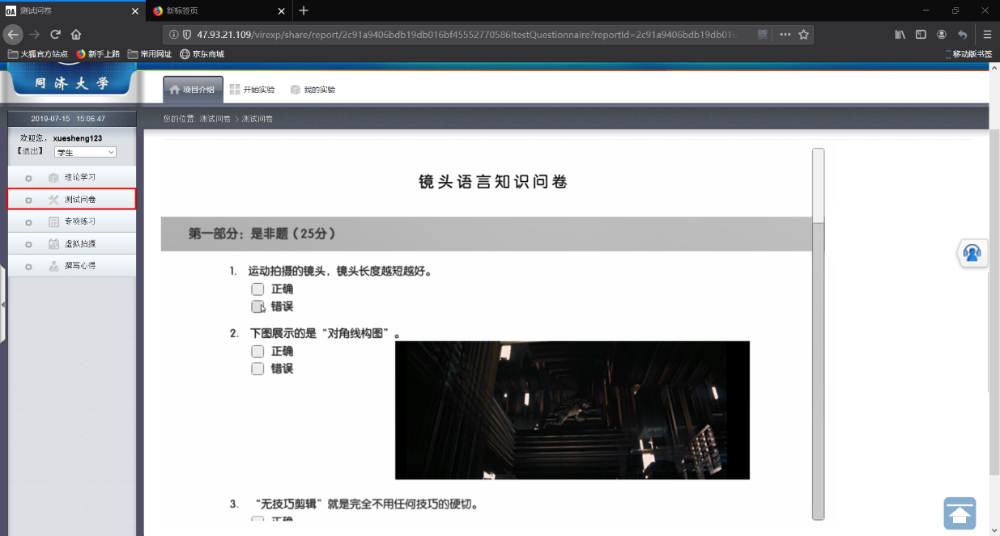 测试问卷
新标签页
47.93.21.109/virexp/share/report/2c91a9406bdb19db016bf45552770586!testQuestionnaire?reportId=2c91a9406bdb19db016
火狐官方站点 新手上路 常用网址 京东商城 移动版书签
同济大学
项目介绍 开始实验 我的实验
2019-07-15 15:06:47
您的位置: 测试问卷 > 测试问卷
欢迎您， xuesheng123
【退出】 学生
理论学习
测试问卷
专项练习
虚拟拍摄
撰写心得
镜头语言知识问卷
第一部分：是非题（25分）
1. 运动拍摄的镜头，镜头长度越短越好。
正确
错误
2. 下图展示的是“对角线构图”。
正确
错误
3. “无技巧剪辑”就是完全不用任何技巧的硬切。
正确